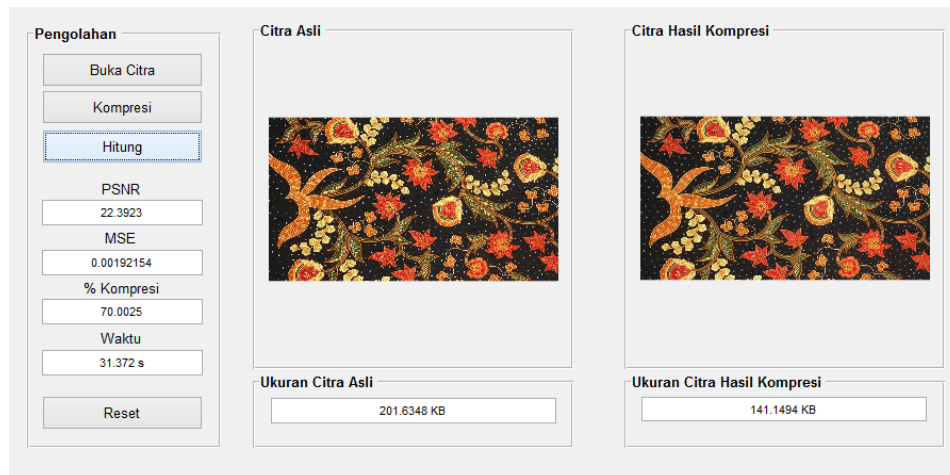 Pengolahan
Buka Citra
Kompresi
Hitung
PSNR
22.3923
MSE
0.00192154
% Kompresi
70.0025
Waktu
31.372 s
Reset
Citra Asli
Ukuran Citra Asli
201.6348 KB
Citra Hasil Kompresi
Ukuran Citra Hasil Kompresi
141.1494 KB